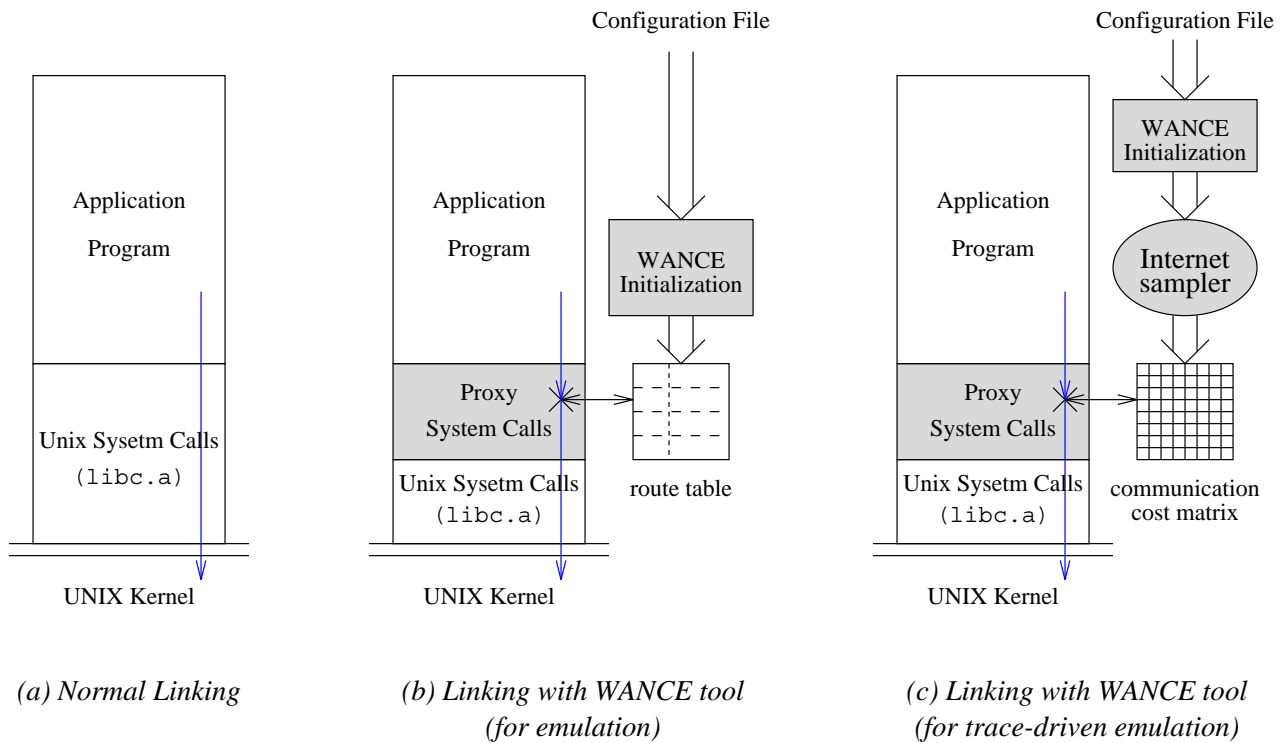 Configuration File
Configuration File
Application
Program
Unix Sysetm Calls
(libc.a)
UNIX Kernel
(a) Normal Linking
Application
Program
WANCE
Initialization
Proxy
System Calls
Unix Sysetm Calls
(libc.a)
route table
UNIX Kernel
(b) Linking with WANCE tool
(for emulation)
WANCE
Initialization
Application
Program
Internet
sampler
Proxy
System Calls
Unix Sysetm Calls
(libc.a)
communication
cost matrix
UNIX Kernel
(c) Linking with WANCE tool
(for trace-driven emulation)